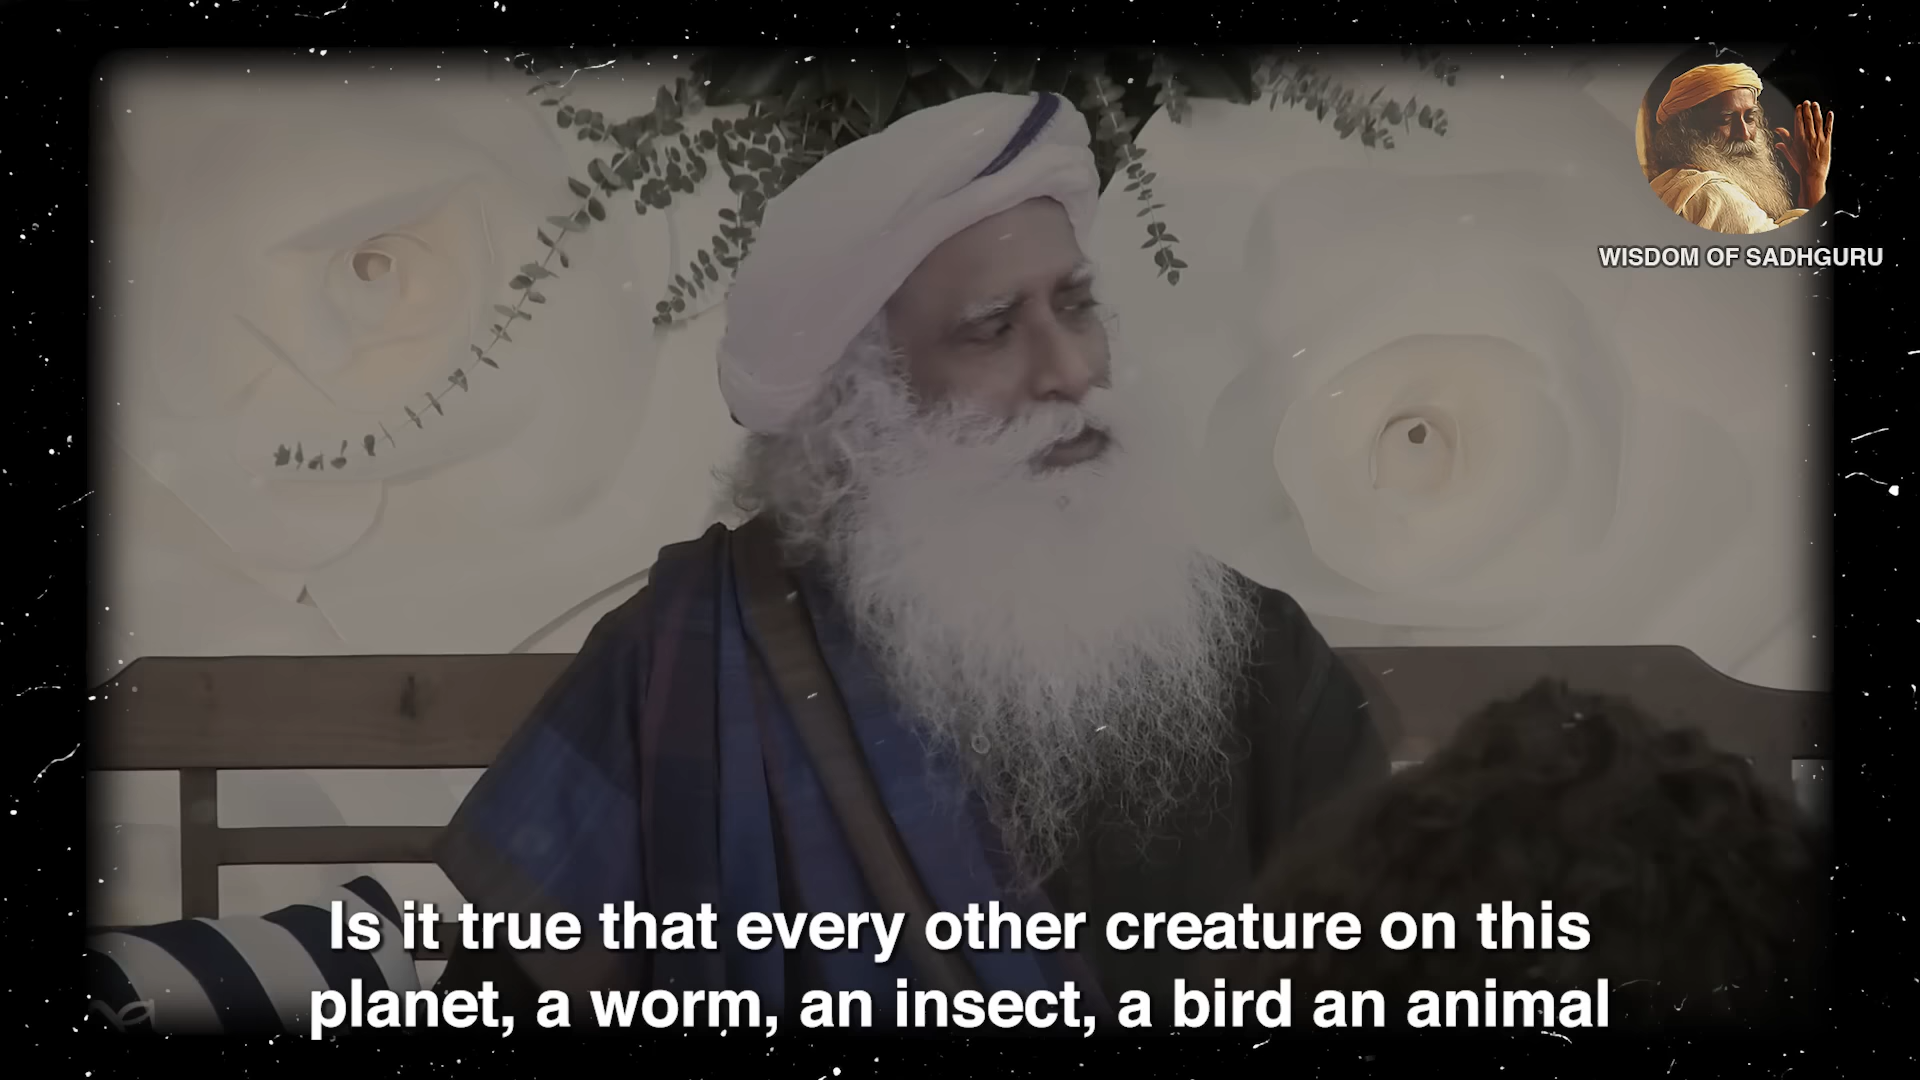 WISDOM OF SADHGURU
Is it true that every other creature on this
planet, a worm, an insect, a bird an animal